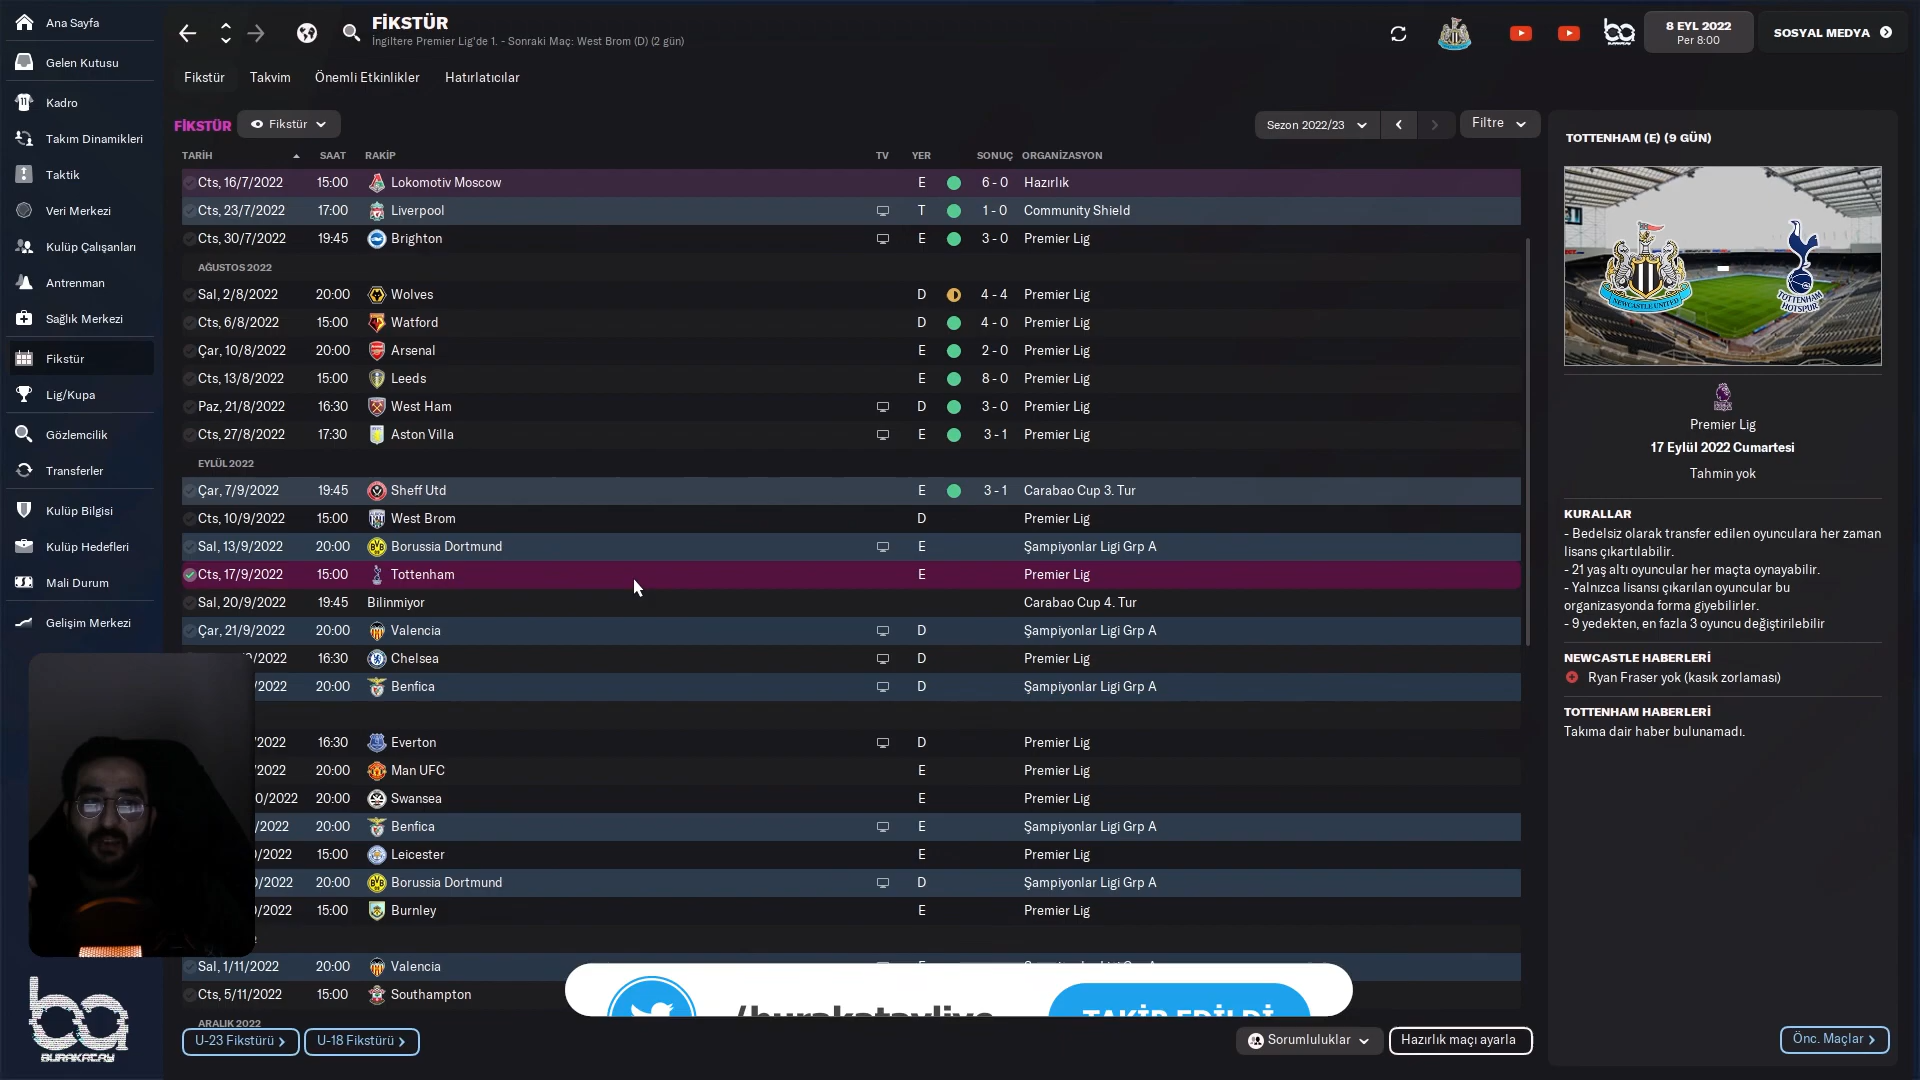 Ana Sayfa
Gelen Kutusu
Kadro
Takım Dinamikleri
Taktik
Veri Merkezi
Kulüp Çalışanları
Antrenman
Sağlık Merkezi
Fikstür
Lig/Kupa
Gözlemcilik
Transferler
Kulüp Bilgisi
Kulüp Hedefleri
Mali Durum
Gelişim Merkezi
BURAKATAY
FİKSTÜR
İngiltere Premier Lig'de 1. - Sonraki Maç: West Brom (D) (2 gün)
8 EYL 2022
Per 8:00
SOSYAL MEDYA
Fikstür Takvim Önemli Etkinlikler Hatırlatıcılar
FİKSTÜR Fikstür Sezon 2022/23 Filtre
TARİH SAAT RAKİP TV YER SONUÇ ORGANİZASYON
Cts, 16/7/2022 15:00 Lokomotiv Moscow E 6 - 0 Hazırlık
Cts, 23/7/2022 17:00 Liverpool T 1 - 0 Community Shield
Cts, 30/7/2022 19:45 Brighton E 3 - 0 Premier Lig
AĞUSTOS 2022
Sal, 2/8/2022 20:00 Wolves D 4 - 4 Premier Lig
Cts, 6/8/2022 15:00 Watford D 4 - 0 Premier Lig
Çar, 10/8/2022 20:00 Arsenal E 2 - 0 Premier Lig
Cts, 13/8/2022 15:00 Leeds E 8 - 0 Premier Lig
Paz, 21/8/2022 16:30 West Ham D 3 - 0 Premier Lig
Cts, 27/8/2022 17:30 Aston Villa E 3 - 1 Premier Lig
EYLÜL 2022
Çar, 7/9/2022 19:45 Sheff Utd E 3 - 1 Carabao Cup 3. Tur
Cts, 10/9/2022 15:00 West Brom D Premier Lig
Sal, 13/9/2022 20:00 Borussia Dortmund E Şampiyonlar Ligi Grp A
Cts, 17/9/2022 15:00 Tottenham E Premier Lig
Sal, 20/9/2022 19:45 Bilinmiyor Carabao Cup 4. Tur
Çar, 21/9/2022 20:00 Valencia D Şampiyonlar Ligi Grp A
/2022 16:30 Chelsea D Premier Lig
/2022 20:00 Benfica D Şampiyonlar Ligi Grp A
/2022 16:30 Everton D Premier Lig
/2022 20:00 Man UFC E Premier Lig
0/2022 20:00 Swansea E Premier Lig
/2022 20:00 Benfica E Şampiyonlar Ligi Grp A
/2022 15:00 Leicester E Premier Lig
/2022 20:00 Borussia Dortmund D Şampiyonlar Ligi Grp A
/2022 15:00 Burnley E Premier Lig
Sal, 1/11/2022 20:00 Valencia
Cts, 5/11/2022 15:00 Southampton
ARALIK 2022
/burakataylive TAKİP EDİLDİ
U-23 Fikstürü U-18 Fikstürü Sorumluluklar Hazırlık maçı ayarla
TOTTENHAM (E) (9 GÜN)
NEWCASTLE UNITED
TOTTENHAM HOTSPUR
Premier Lig
17 Eylül 2022 Cumartesi
Tahmin yok
KURALLAR
- Bedelsiz olarak transfer edilen oyunculara her zaman
lisans çıkartılabilir.
- 21 yaş altı oyuncular her maçta oynayabilir.
- Yalnızca lisansı çıkarılan oyuncular bu
organizasyonda forma giyebilirler.
- 9 yedekten, en fazla 3 oyuncu değiştirilebilir
NEWCASTLE HABERLERİ
Ryan Fraser yok (kasık zorlaması)
TOTTENHAM HABERLERİ
Takıma dair haber bulunamadı.
Önc. Maçlar